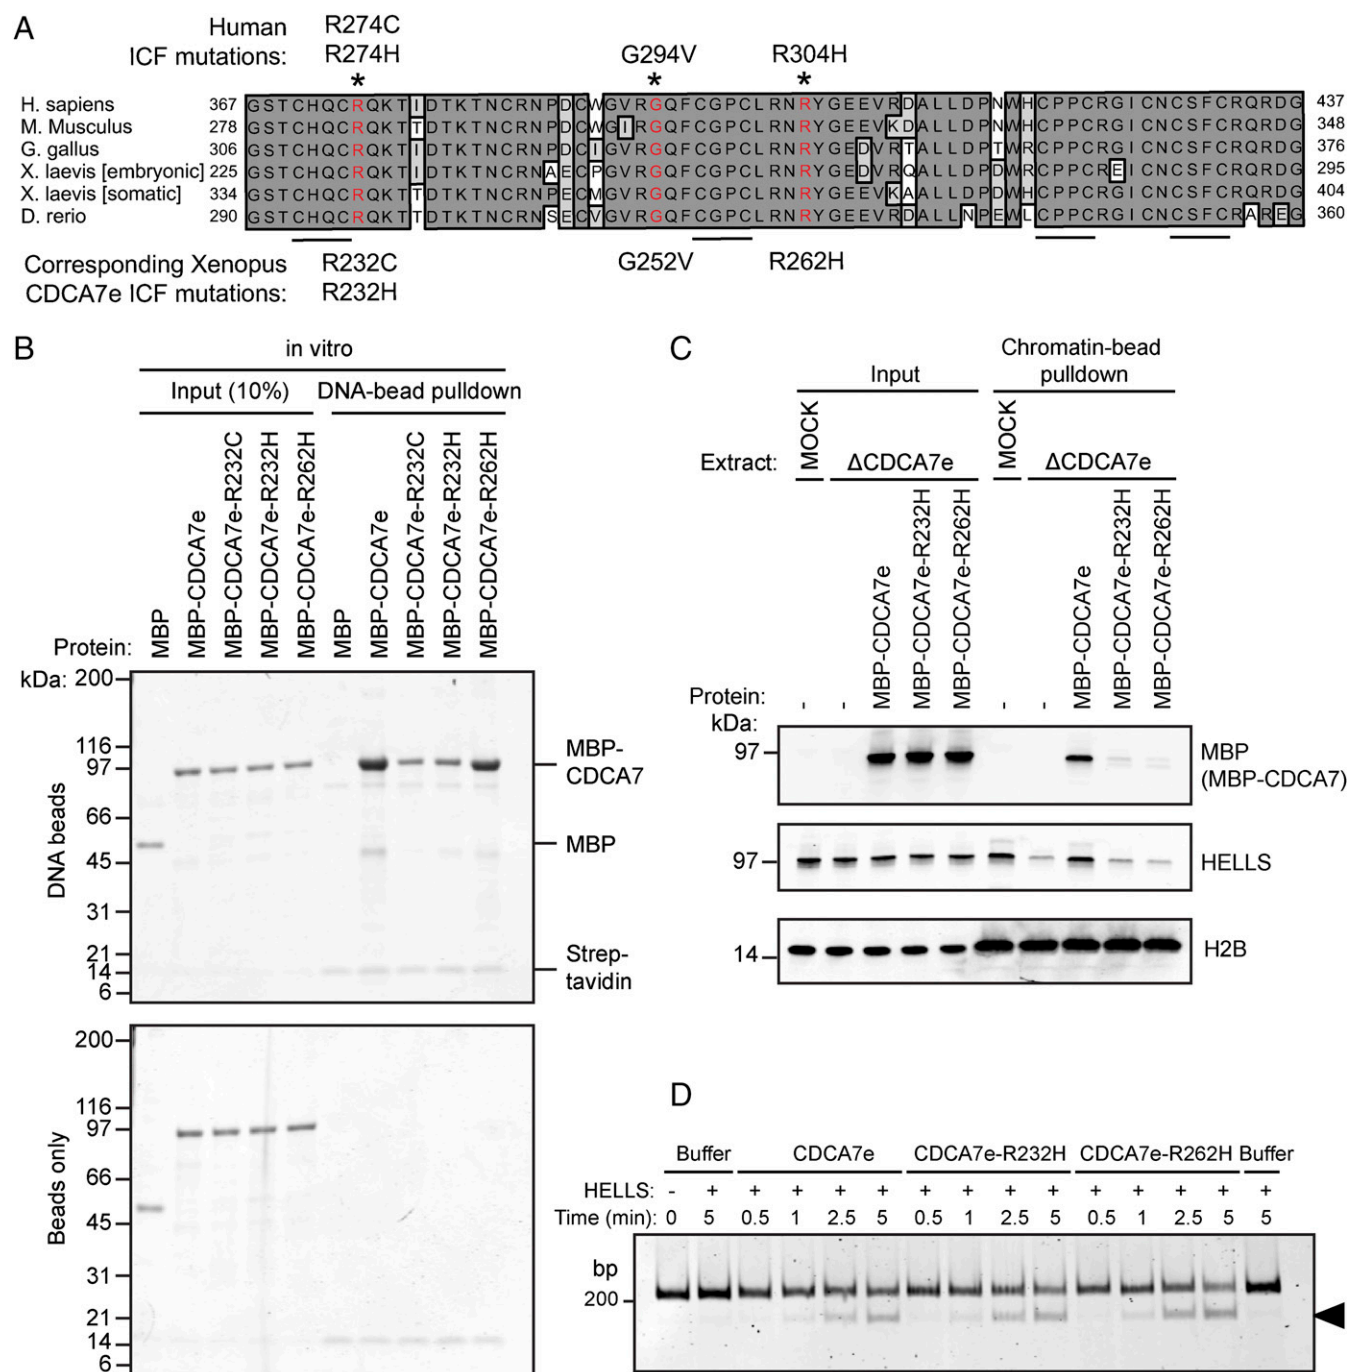 A
Human R274C
ICF mutations: R274H G294V R304H
* * *
H. sapiens 367 GSTCHQCRQKTIDTKTNCRNPDCWGVRGQFCGPCLRNRYGEEVRDALLDPNWHCPPCRGICNCSFCRQRDG 437
M. Musculus 278 GSTCHQCRQKTTDTKTNCRNPDCWGIRGQFCGPCLRNRYGEEVKDALLDPNWHCPPCRGICNCSFCRQRDG 348
G. gallus 306 GSTCHQCRQKTIDTKTNCRNPDCIGVRGQFCGPCLRNRYGEDVRTALLDPTWRCPPCRGICNCSFCRQRDG 376
X. laevis [embryonic] 225 GSTCHQCRQKTIDTKTNCRNAECPGVRGQFCGPCLRNRYGEDVRQALLDPDWRCPPCREICNCSFCRQRDG 295
X. laevis [somatic] 334 GSTCHQCRQKTTDTKTNCRNPECMGVRGQFCGPCLRNRYGEEVKAALLDPDWHCPPCRGICNCSFCRQRDG 404
D. rerio 290 GSTCHQCRQKTTDTKTNCRNSECVGVRGQFCGPCLRNRYGEEVRDALLNPEWLCPPCRGICNCSFCRAREG 360
Corresponding Xenopus R232C G252V R262H
CDCA7e ICF mutations: R232H
B
in vitro
Input (10%) DNA-bead pulldown
Protein: MBP MBP-CDCA7e MBP-CDCA7e-R232C MBP-CDCA7e-R232H MBP-CDCA7e-R262H MBP MBP-CDCA7e MBP-CDCA7e-R232C MBP-CDCA7e-R232H MBP-CDCA7e-R262H
kDa: 200
116
97
66
45
31
21
14
6
DNA beads
MBP-
CDCA7
MBP
Strep-
tavidin
200
116
97
66
45
31
21
14
6
Beads only
C
Chromatin-bead
Input pulldown
Extract: MOCK ΔCDCA7e MOCK ΔCDCA7e
Protein: - - MBP-CDCA7e MBP-CDCA7e-R232H MBP-CDCA7e-R262H - - MBP-CDCA7e MBP-CDCA7e-R232H MBP-CDCA7e-R262H
kDa:
97 MBP
(MBP-CDCA7)
97 HELLS
14 H2B
D
Buffer CDCA7e CDCA7e-R232H CDCA7e-R262H Buffer
HELLS: - + + + + + + + + + + + + + +
Time (min): 0 5 0.5 1 2.5 5 0.5 1 2.5 5 0.5 1 2.5 5 5
bp
200